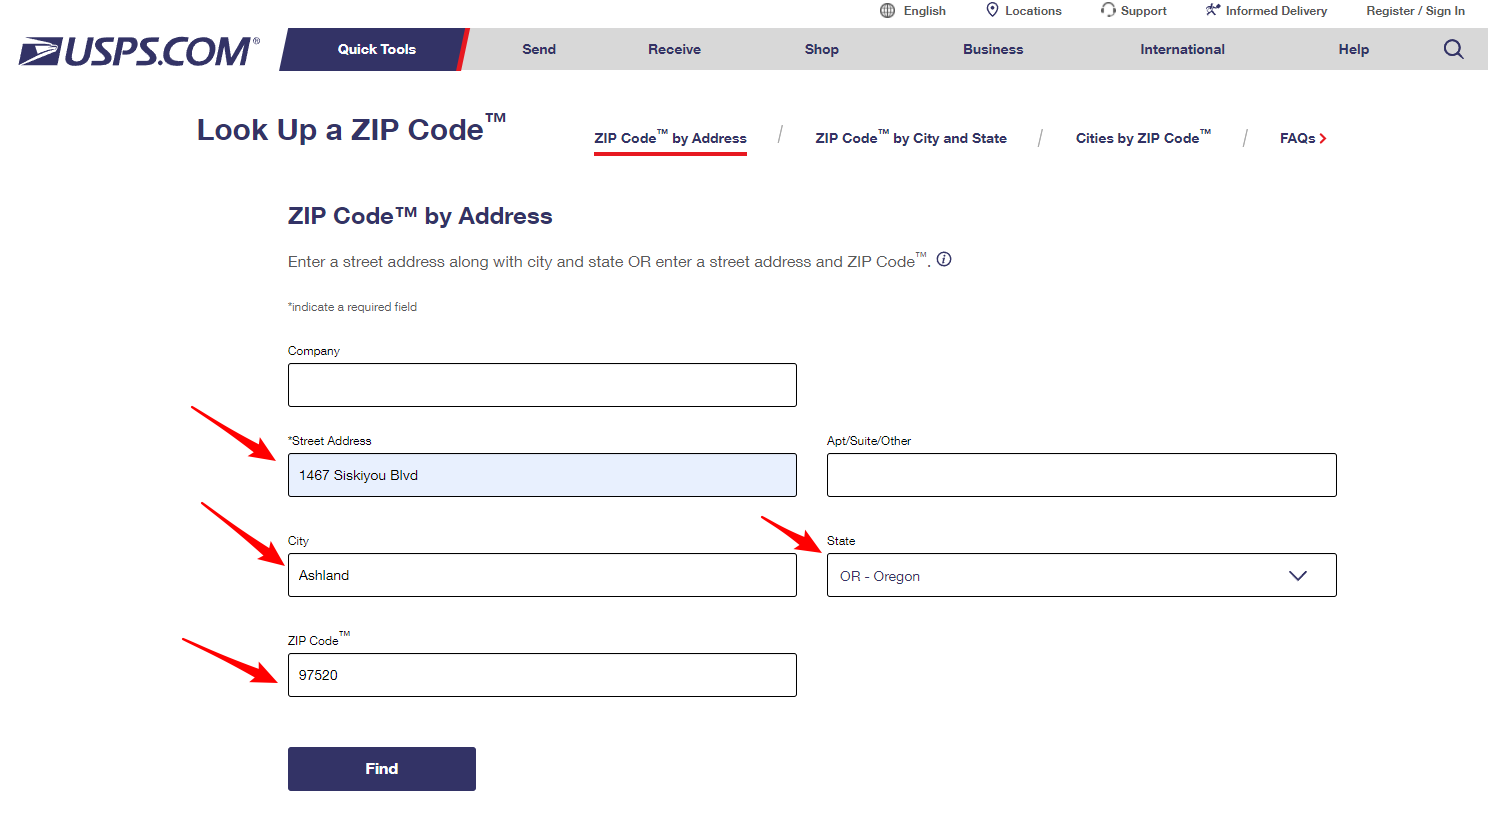 English Locations Support Informed Delivery Register / Sign In
USPS.COM® Quick Tools Send Receive Shop Business International Help
Look Up a ZIP Code™
ZIP Code™ by Address / ZIP Code™ by City and State / Cities by ZIP Code™ / FAQs
ZIP Code™ by Address
Enter a street address along with city and state OR enter a street address and ZIP Code™. i
*indicate a required field
Company
*Street Address Apt/Suite/Other
1467 Siskiyou Blvd
City State
Ashland OR - Oregon
ZIP Code™
97520
Find